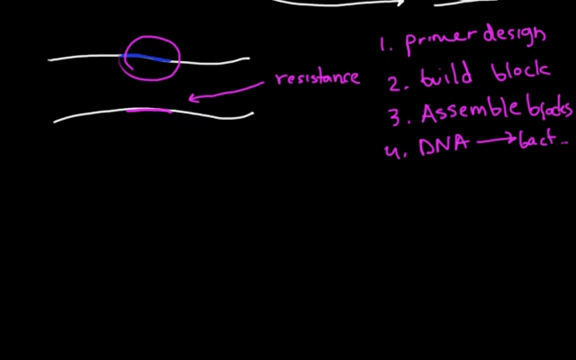 1. primer design
resistance
2. build block
3. Assemble blocks
4. DNA → bact..